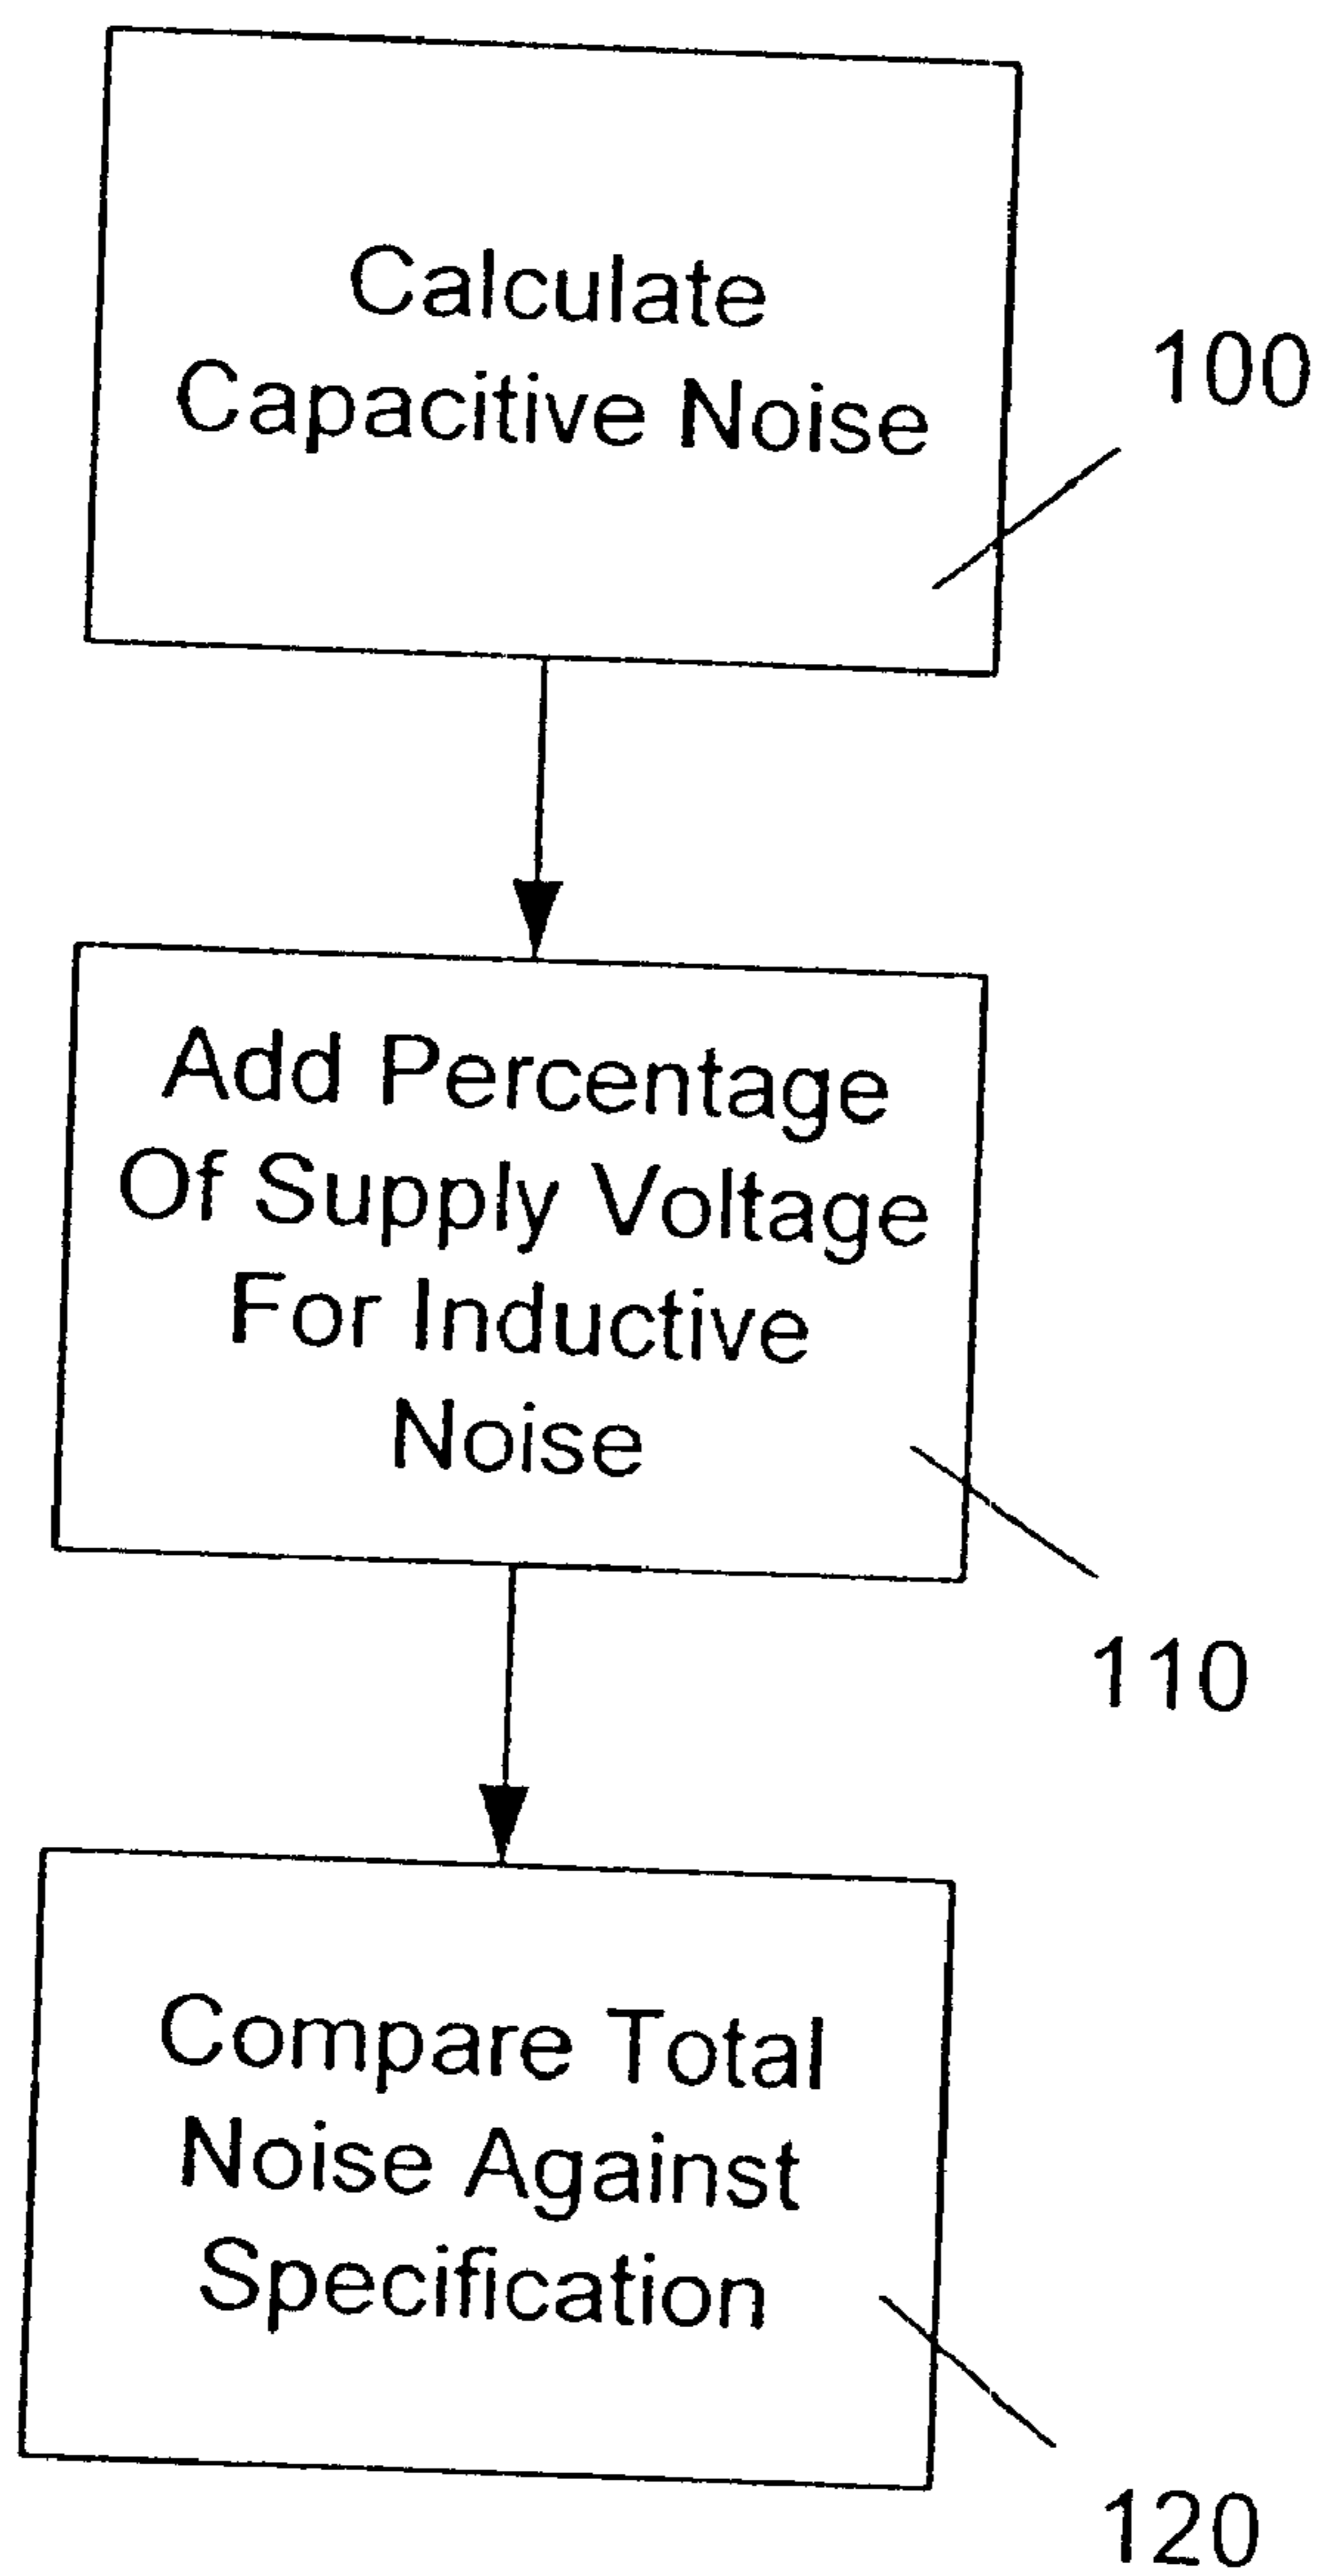 Calculate
Capacitive Noise
100
Add Percentage
Of Supply Voltage
For Inductive
Noise
110
Compare Total
Noise Against
Specification
120